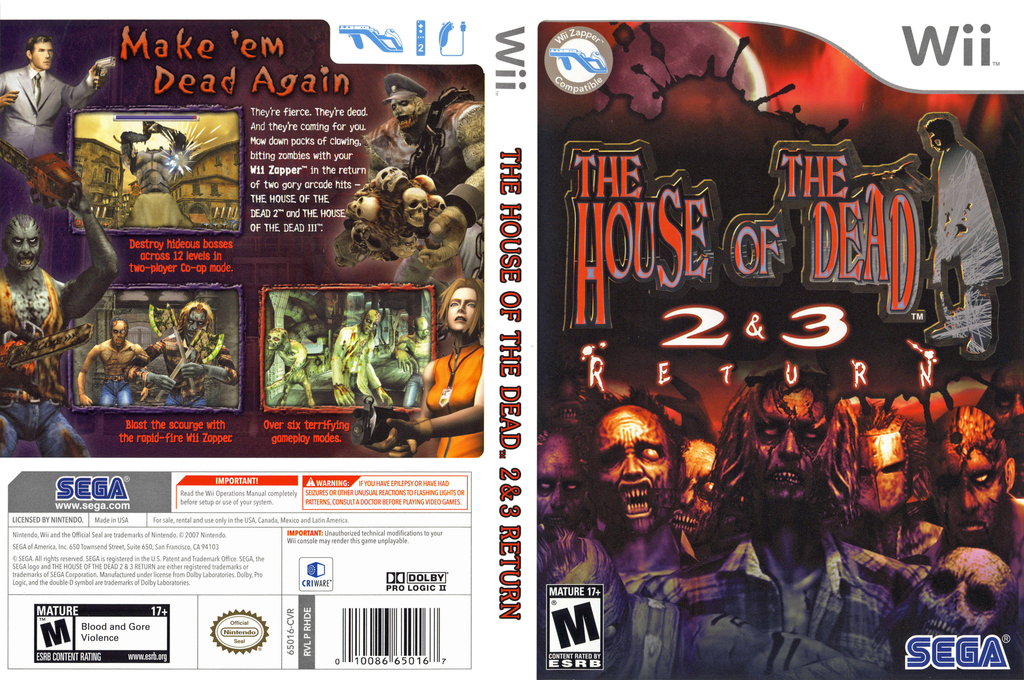 Make 'em
Dead Again
2
They're fierce. They're dead.
And they're coming for you.
Mow down packs of clawing,
biting zombies with your
Wii Zapper™ in the return
of two gory arcade hits –
THE HOUSE OF THE
DEAD 2™ and THE HOUSE
OF THE DEAD III™.
Destroy hideous bosses
across 12 levels in
two-player Co-op mode.
Blast the scourge with
the rapid-fire Wii Zapper.
Over six terrifying
gameplay modes.
SEGA®
www.sega.com
IMPORTANT!
Read the Wii Operations Manual completely
before setup or use of your system.
WARNING: IF YOU HAVE EPILEPSY OR HAVE HAD
SEIZURES OR OTHER UNUSUAL REACTIONS TO FLASHING LIGHTS OR
PATTERNS, CONSULT A DOCTOR BEFORE PLAYING VIDEO GAMES.
LICENSED BY NINTENDO.
Made in USA
For sale, rental and use only in the USA, Canada, Mexico and Latin America.
Nintendo, Wii and the Official Seal are trademarks of Nintendo. © 2007 Nintendo.
SEGA of America, Inc. 650 Townsend Street, Suite 650, San Francisco, CA 94103
© SEGA. All rights reserved. SEGA is registered in the U.S. Patent and Trademark Office. SEGA, the
SEGA logo and THE HOUSE OF THE DEAD 2 & 3 RETURN are either registered trademarks or
trademarks of SEGA Corporation. Manufactured under license from Dolby Laboratories. Dolby, Pro
Logic, and the double-D symbol are trademarks of Dolby Laboratories.
IMPORTANT: Unauthorized technical modifications to your
Wii console may render this game unplayable.
CRIWARE™
DOLBY
PRO LOGIC II
MATURE 17+
M
Blood and Gore
Violence
ESRB CONTENT RATING www.esrb.org
Official
Nintendo
Seal
65016-CVR
RVL P RHDE
0 10086 65016 7
Wii™
THE HOUSE OF THE DEAD™ 2 & 3 RETURN
Wii Zapper™
Compatible
Wii™
THE
HOUSE OF
THE
DEAD™
2 & 3
RETURN
MATURE 17+
M®
CONTENT RATED BY
ESRB
SEGA®